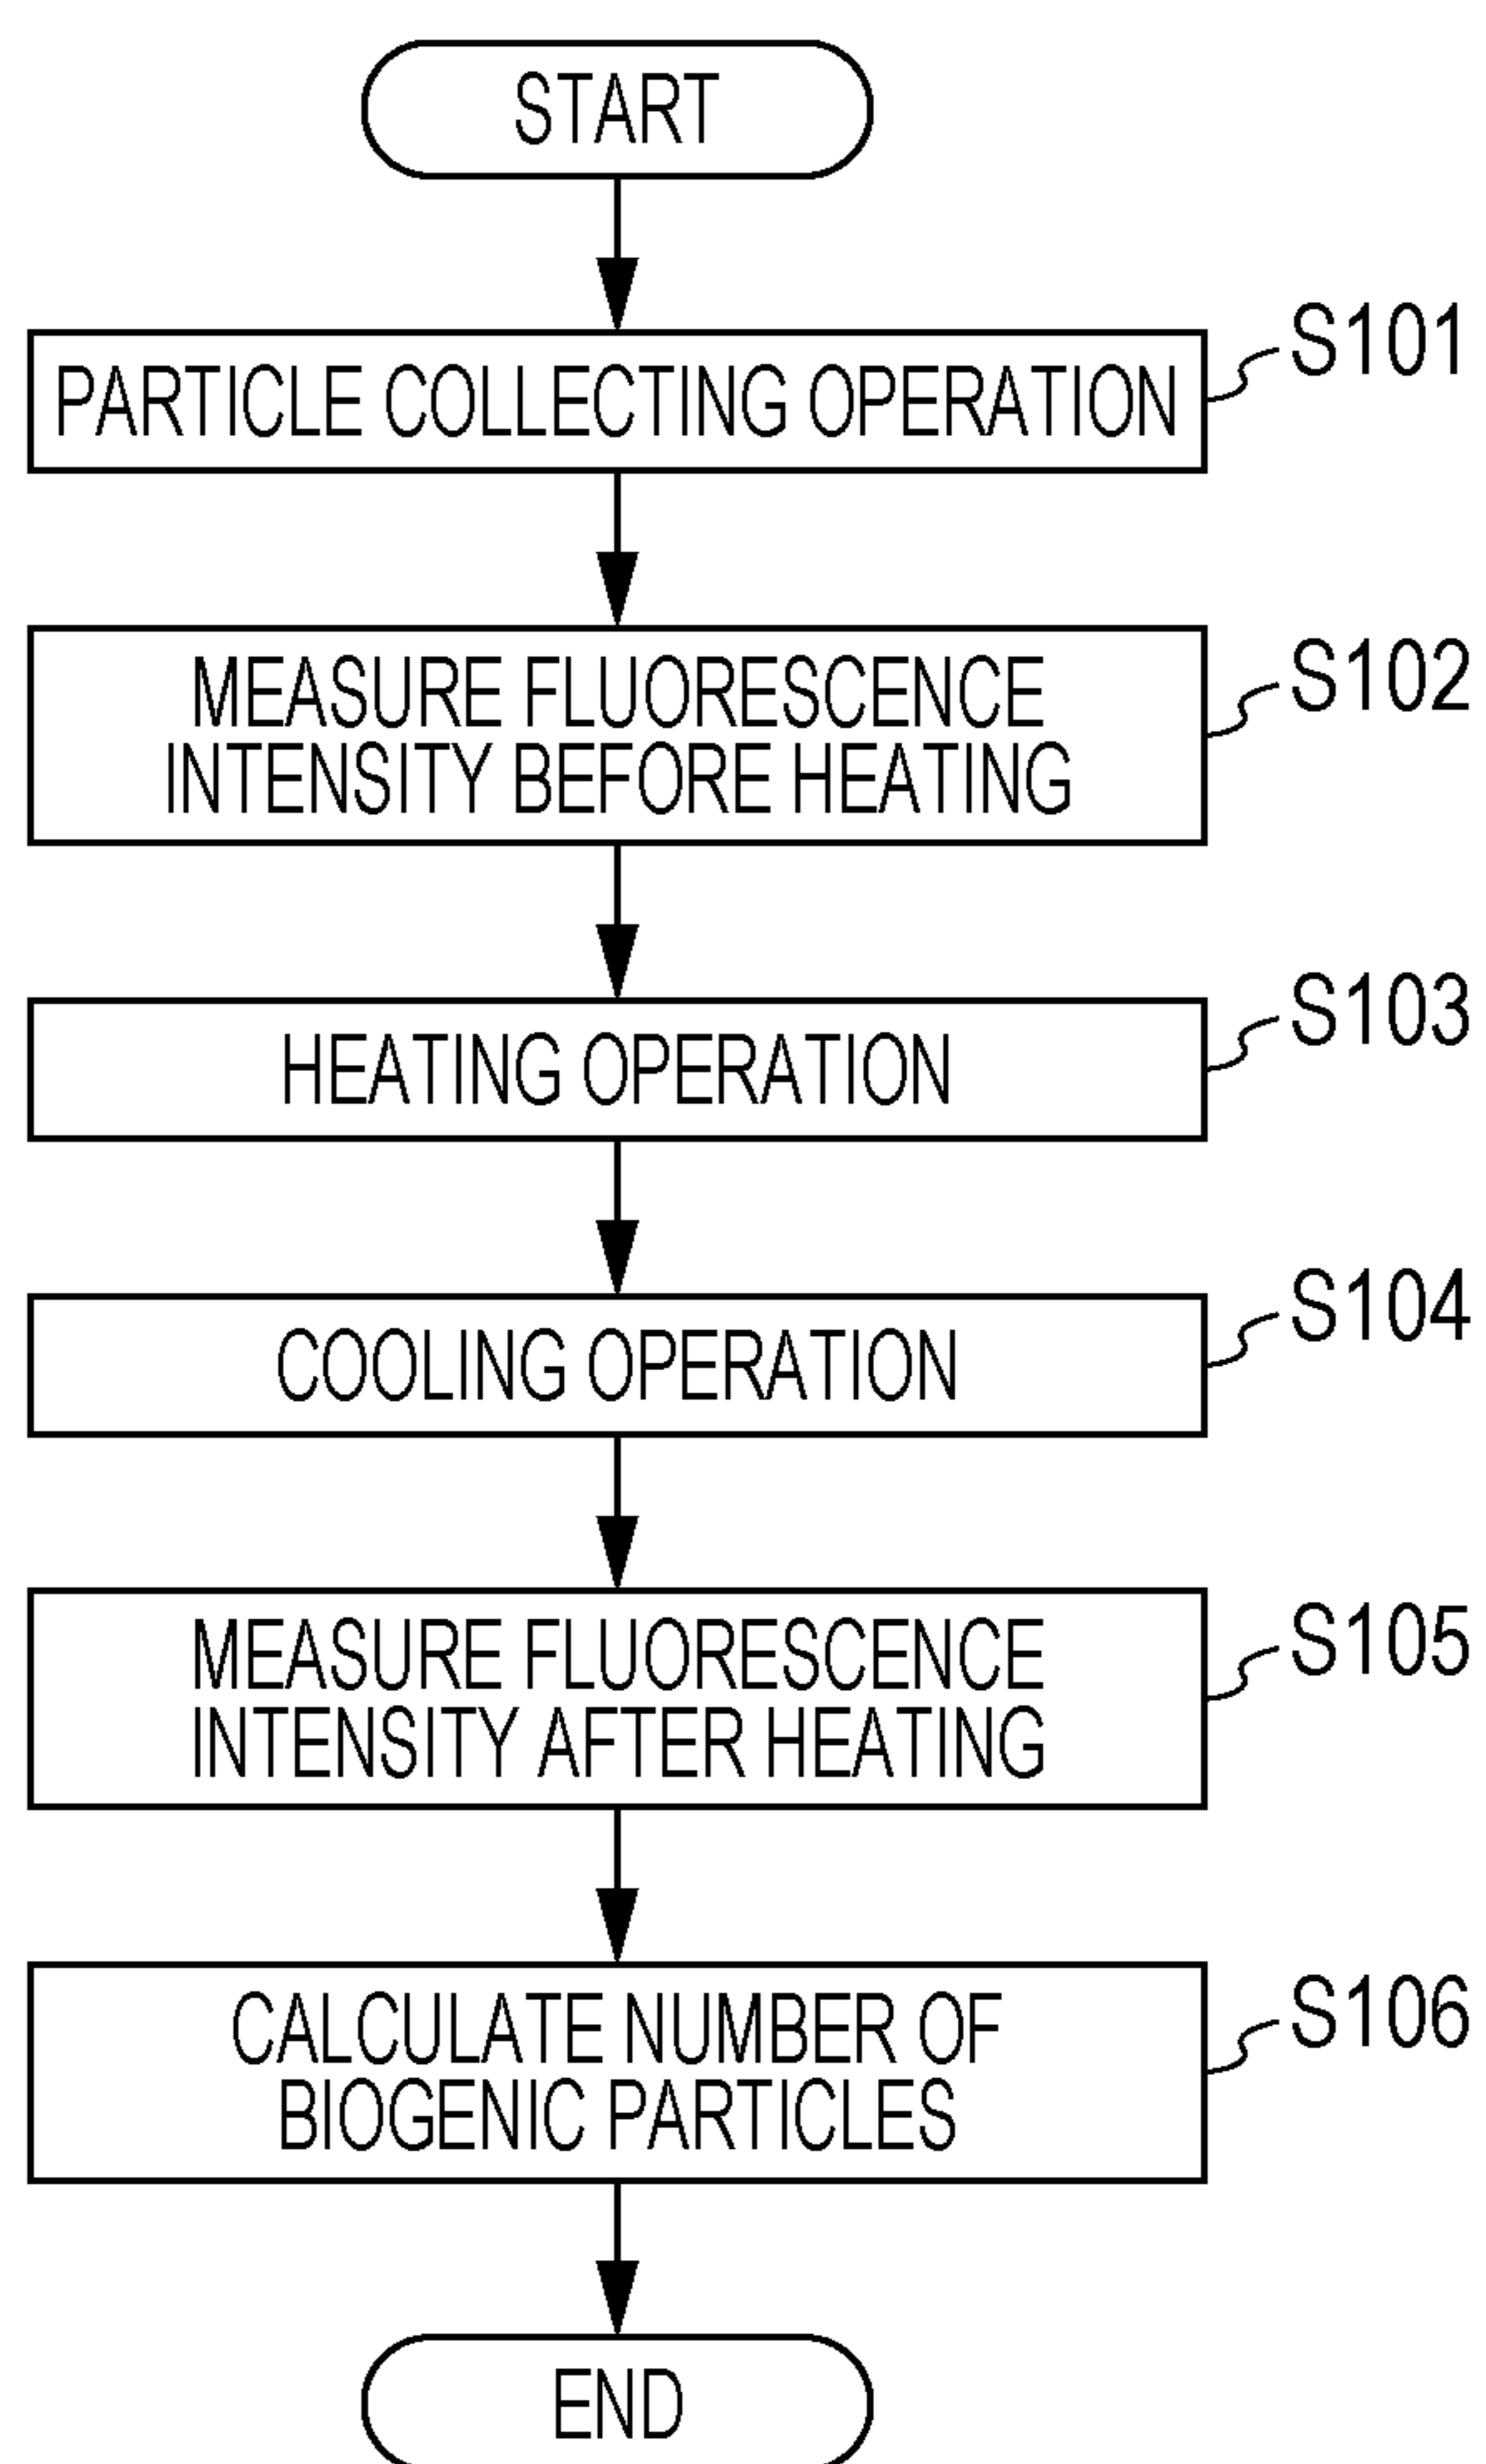 START
PARTICLE COLLECTING OPERATION
S101
MEASURE FLUORESCENCE
INTENSITY BEFORE HEATING
S102
HEATING OPERATION
S103
COOLING OPERATION
S104
MEASURE FLUORESCENCE
INTENSITY AFTER HEATING
S105
CALCULATE NUMBER OF
BIOGENIC PARTICLES
S106
END